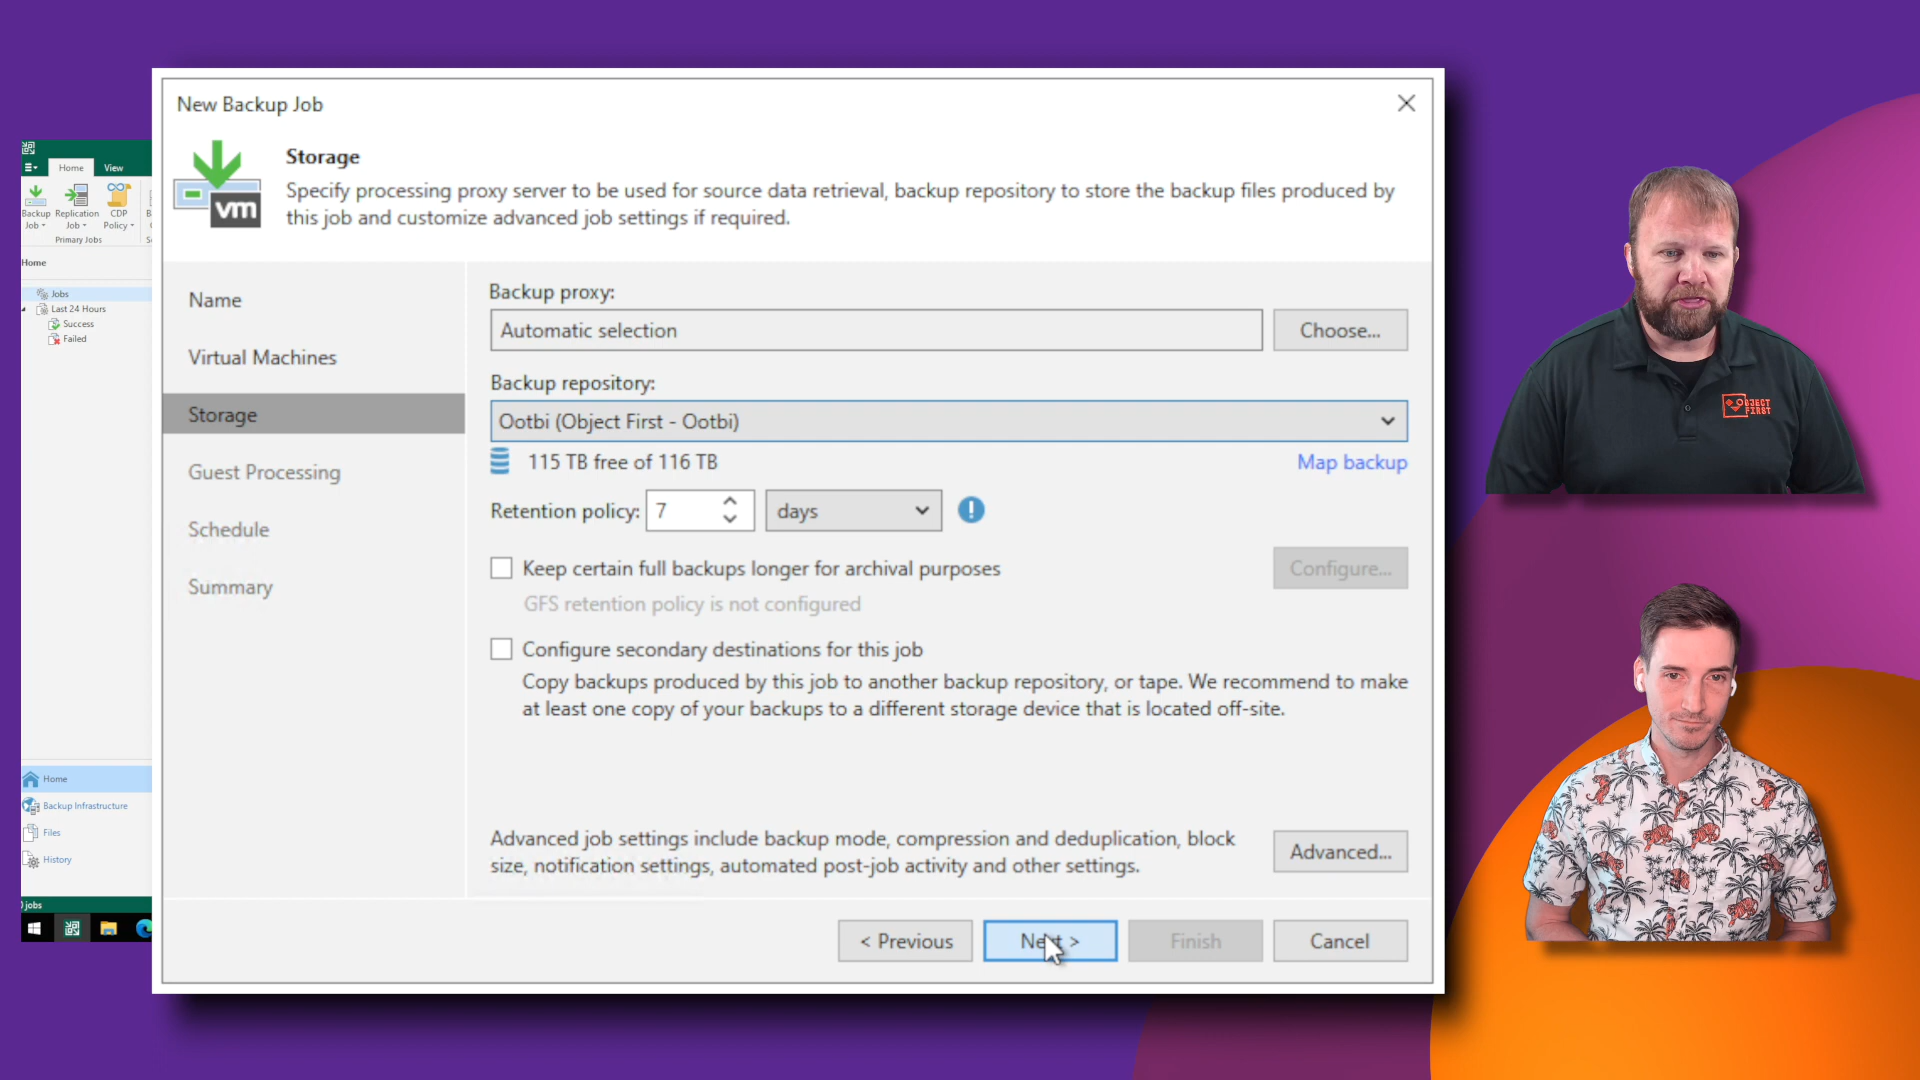 New Backup Job
Storage
Specify processing proxy server to be used for source data retrieval, backup repository to store the backup files produced by
this job and customize advanced job settings if required.
vm
Home
View
Backup
Job
Replication
Job
CDP
Policy
Primary Jobs
Home
Jobs
Last 24 Hours
Success
Failed
Home
Backup Infrastructure
Files
History
jobs
Name
Virtual Machines
Storage
Guest Processing
Schedule
Summary
Backup proxy:
Automatic selection
Choose...
Backup repository:
Ootbi (Object First - Ootbi)
115 TB free of 116 TB
Map backup
Retention policy:
7
days
Keep certain full backups longer for archival purposes
Configure...
GFS retention policy is not configured
Configure secondary destinations for this job
Copy backups produced by this job to another backup repository, or tape. We recommend to make
at least one copy of your backups to a different storage device that is located off-site.
Advanced job settings include backup mode, compression and deduplication, block
size, notification settings, automated post-job activity and other settings.
Advanced...
< Previous
Next >
Finish
Cancel
OBJECT
FIRST